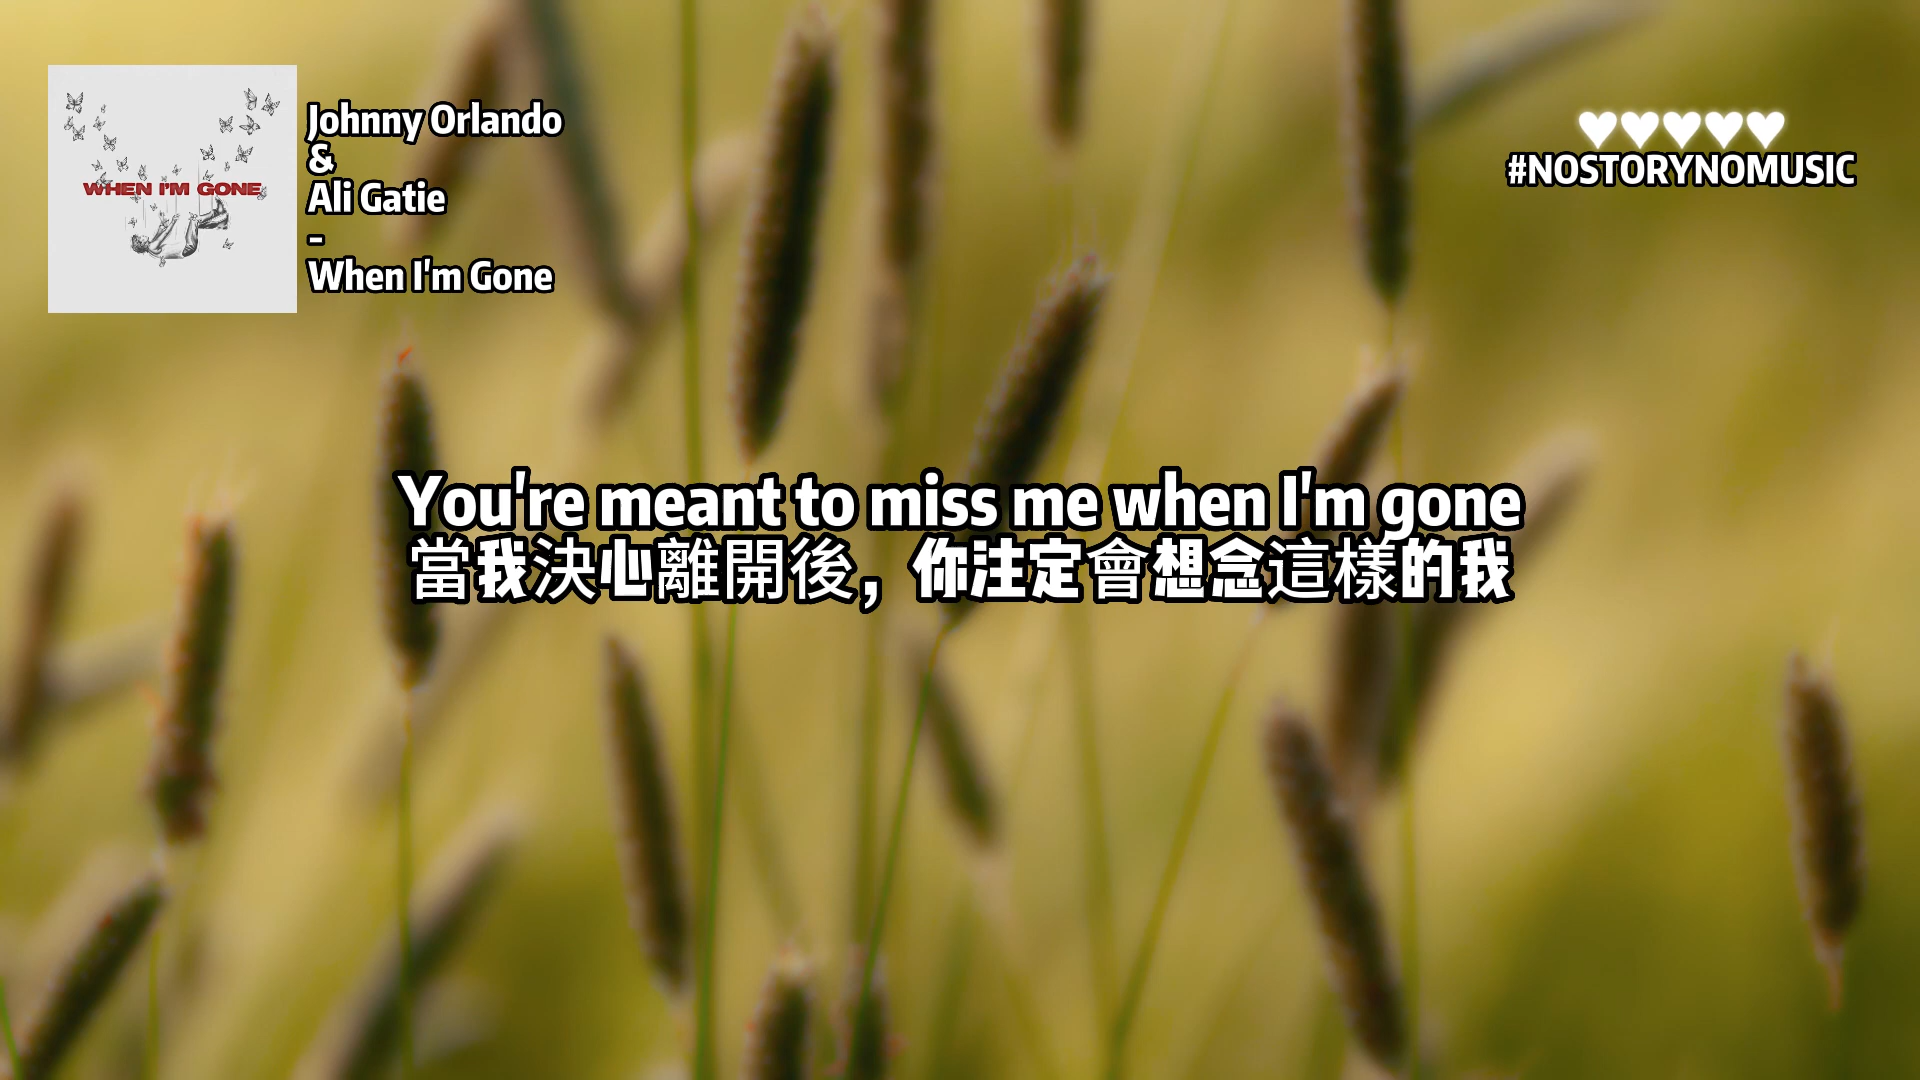 WHEN I'M GONE
Johnny Orlando
&
Ali Gatie
-
When I'm Gone
♥♥♥♥♥
#NOSTORYNOMUSIC
You're meant to miss me when I'm gone
當我決心離開後，你注定會想念這樣的我